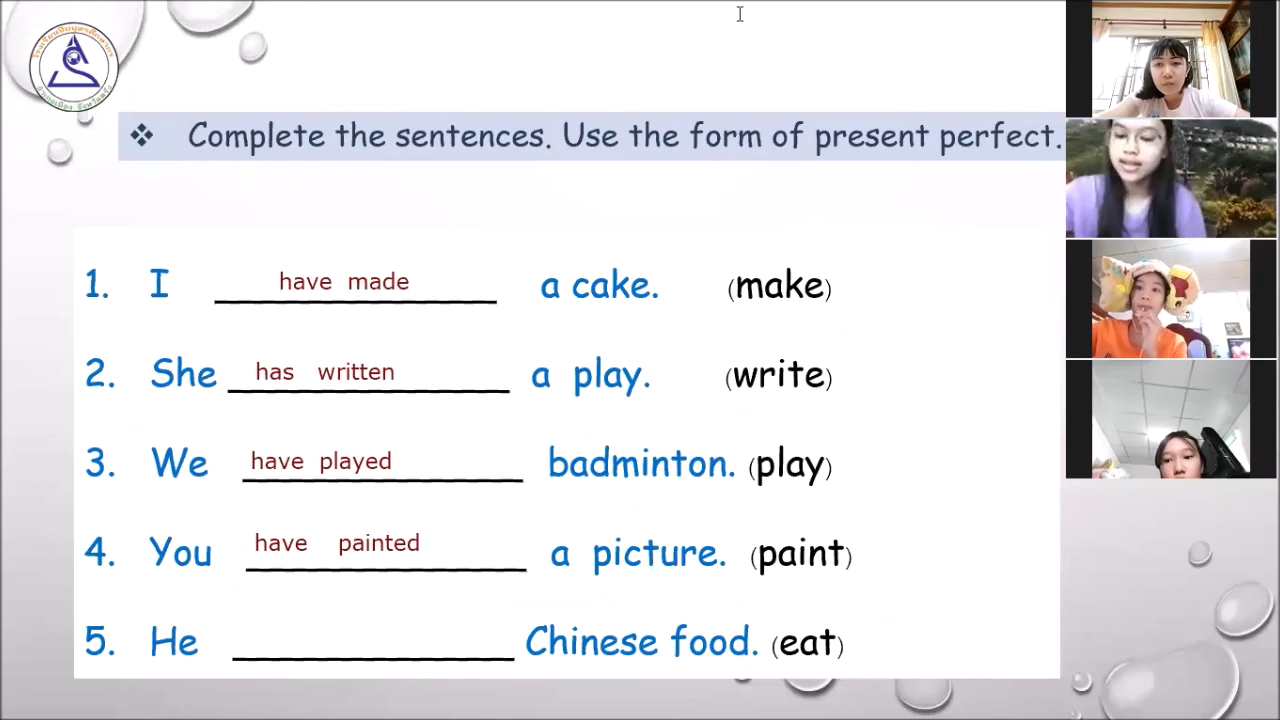 ❖ Complete the sentences. Use the form of present perfect.
1. I have made a cake. (make)
2. She has written a play. (write)
3. We have played badminton. (play)
4. You have painted a picture. (paint)
5. He ______________ Chinese food. (eat)